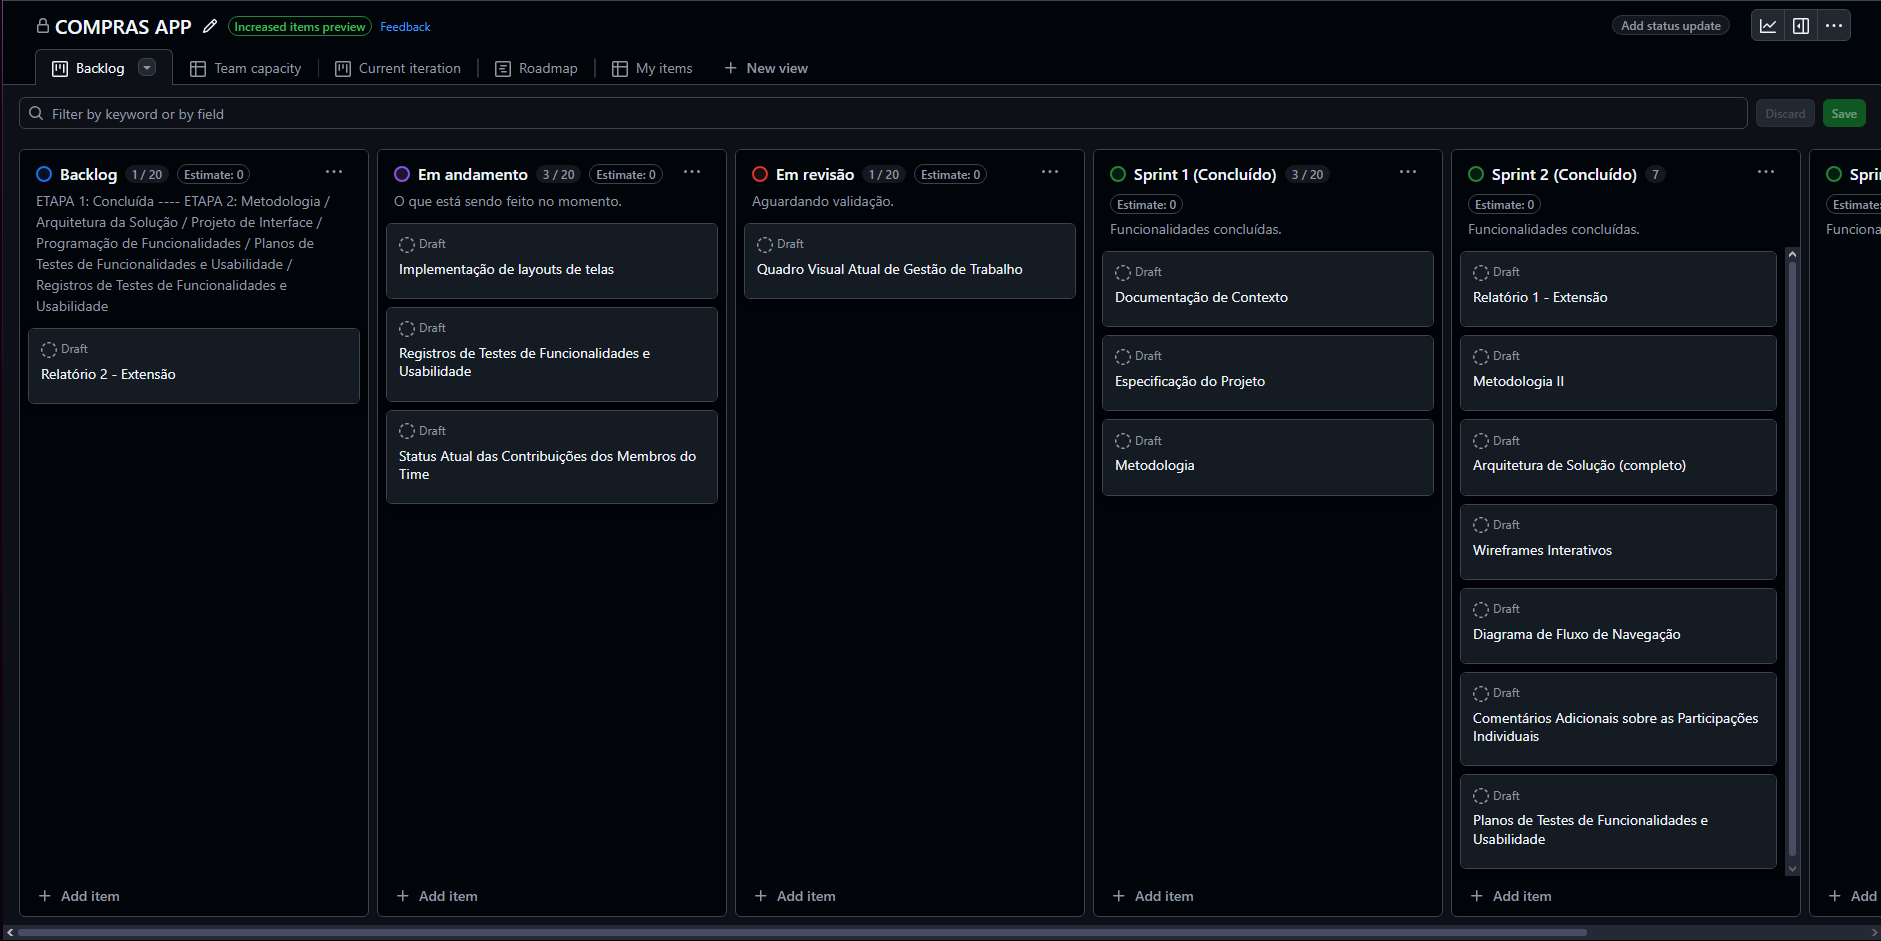 COMPRAS APP
Increased items preview
Feedback
Add status update
Backlog
Team capacity
Current iteration
Roadmap
My items
New view
Filter by keyword or by field
Discard
Save
Backlog 1 / 20 Estimate: 0
ETAPA 1: Concluída ---- ETAPA 2: Metodologia /
Arquitetura da Solução / Projeto de Interface /
Programação de Funcionalidades / Planos de
Testes de Funcionalidades e Usabilidade /
Registros de Testes de Funcionalidades e
Usabilidade
Draft
Relatório 2 - Extensão
Add item
Em andamento 3 / 20 Estimate: 0
O que está sendo feito no momento.
Draft
Implementação de layouts de telas
Draft
Registros de Testes de Funcionalidades e
Usabilidade
Draft
Status Atual das Contribuições dos Membros do
Time
Add item
Em revisão 1 / 20 Estimate: 0
Aguardando validação.
Draft
Quadro Visual Atual de Gestão de Trabalho
Add item
Sprint 1 (Concluído) 3 / 20
Estimate: 0
Funcionalidades concluídas.
Draft
Documentação de Contexto
Draft
Especificação do Projeto
Draft
Metodologia
Add item
Sprint 2 (Concluído) 7
Estimate: 0
Funcionalidades concluídas.
Draft
Relatório 1 - Extensão
Draft
Metodologia II
Draft
Arquitetura de Solução (completo)
Draft
Wireframes Interativos
Draft
Diagrama de Fluxo de Navegação
Draft
Comentários Adicionais sobre as Participações
Individuais
Draft
Planos de Testes de Funcionalidades e
Usabilidade
Add item
Spri
Estimate:
Funciona
Add